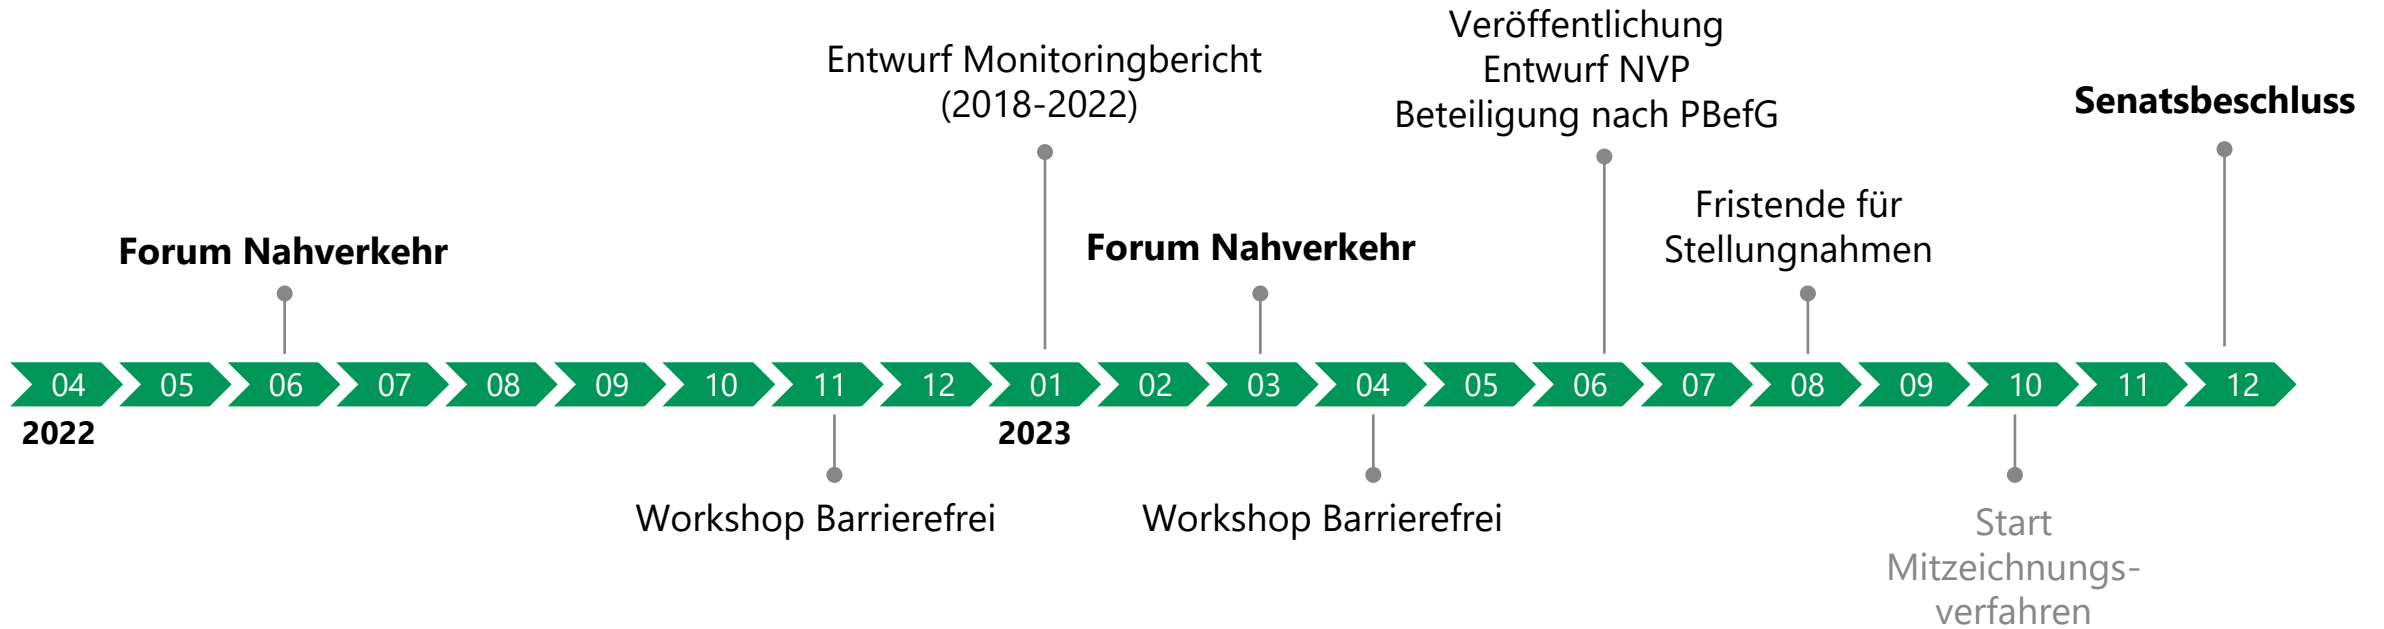 Veröffentlichung
Entwurf NVP
Beteiligung nach PBefG
Entwurf Monitoringbericht
(2018-2022)
Senatsbeschluss
Fristende für
Stellungnahmen
Forum Nahverkehr
Forum Nahverkehr
04 05 06 07 08 09 10 11 12 01 02 03 04 05 06 07 08 09 10 11 12
2022
2023
Workshop Barrierefrei
Workshop Barrierefrei
Start
Mitzeichnungs-
verfahren